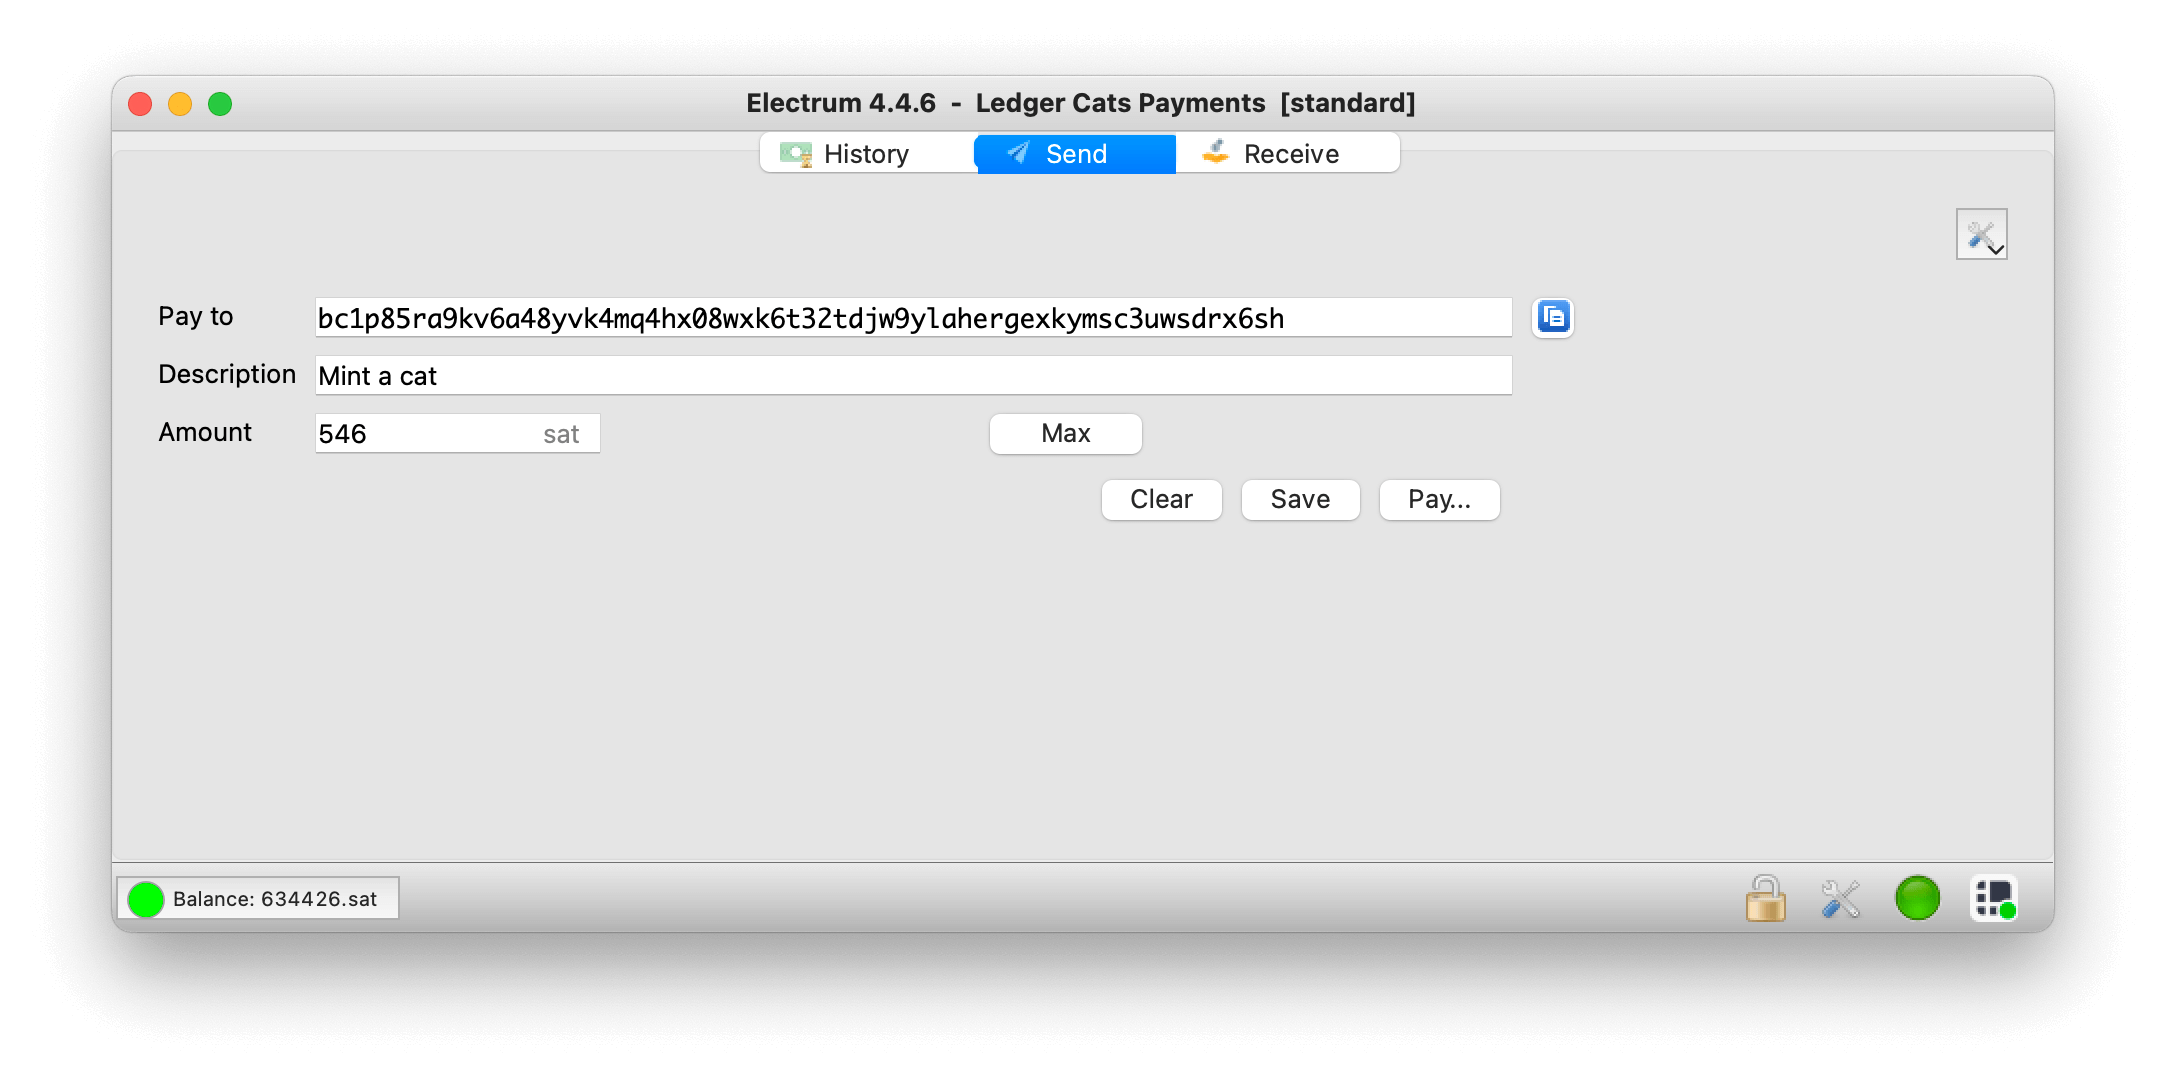 Electrum 4.4.6 - Ledger Cats Payments [standard]
History Send Receive
Pay to bc1p85ra9kv6a48yvk4mq4hx08wxk6t32tdjw9ylahergexkymsc3uwsdrx6sh
Description Mint a cat
Amount 546 sat Max
Clear Save Pay...
Balance: 634426.sat